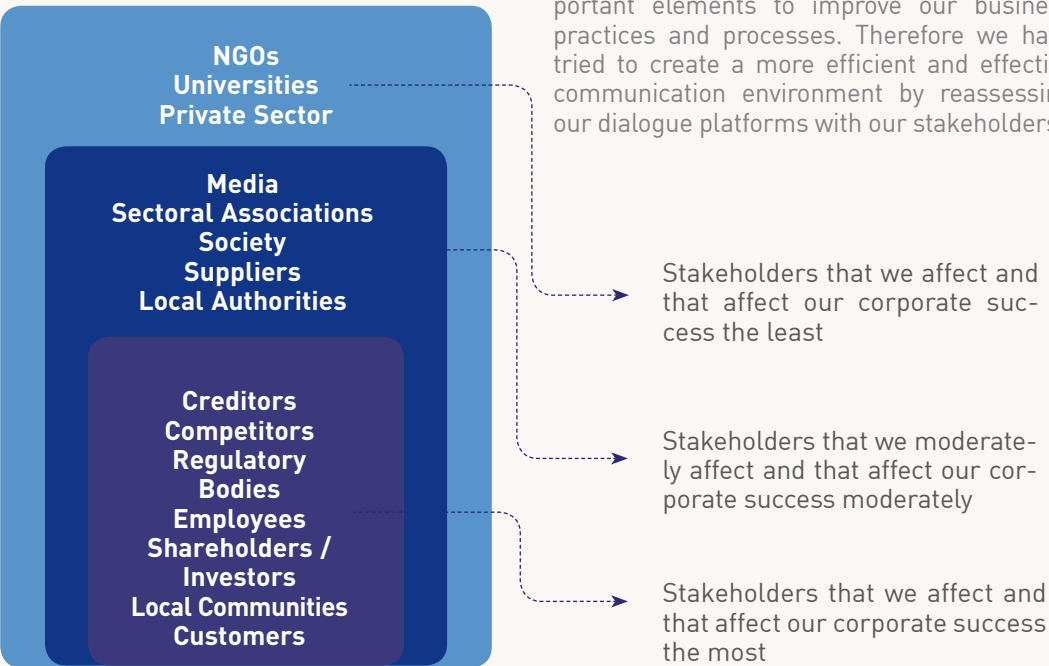 NGOs
Universities
Private Sector
Media
Sectoral Associations
Society
Suppliers
Local Authorities
Creditors
Competitors
Regulatory
Bodies
Employees
Shareholders /
Investors
Local Communities
Customers
portant elements to improve our busine
practices and processes. Therefore we ha
tried to create a more efficient and effecti
communication environment by reassessin
our dialogue platforms with our stakeholders
Stakeholders that we affect and
that affect our corporate suc-
cess the least
Stakeholders that we moderate-
ly affect and that affect our cor-
porate success moderately
Stakeholders that we affect and
that affect our corporate success
the most